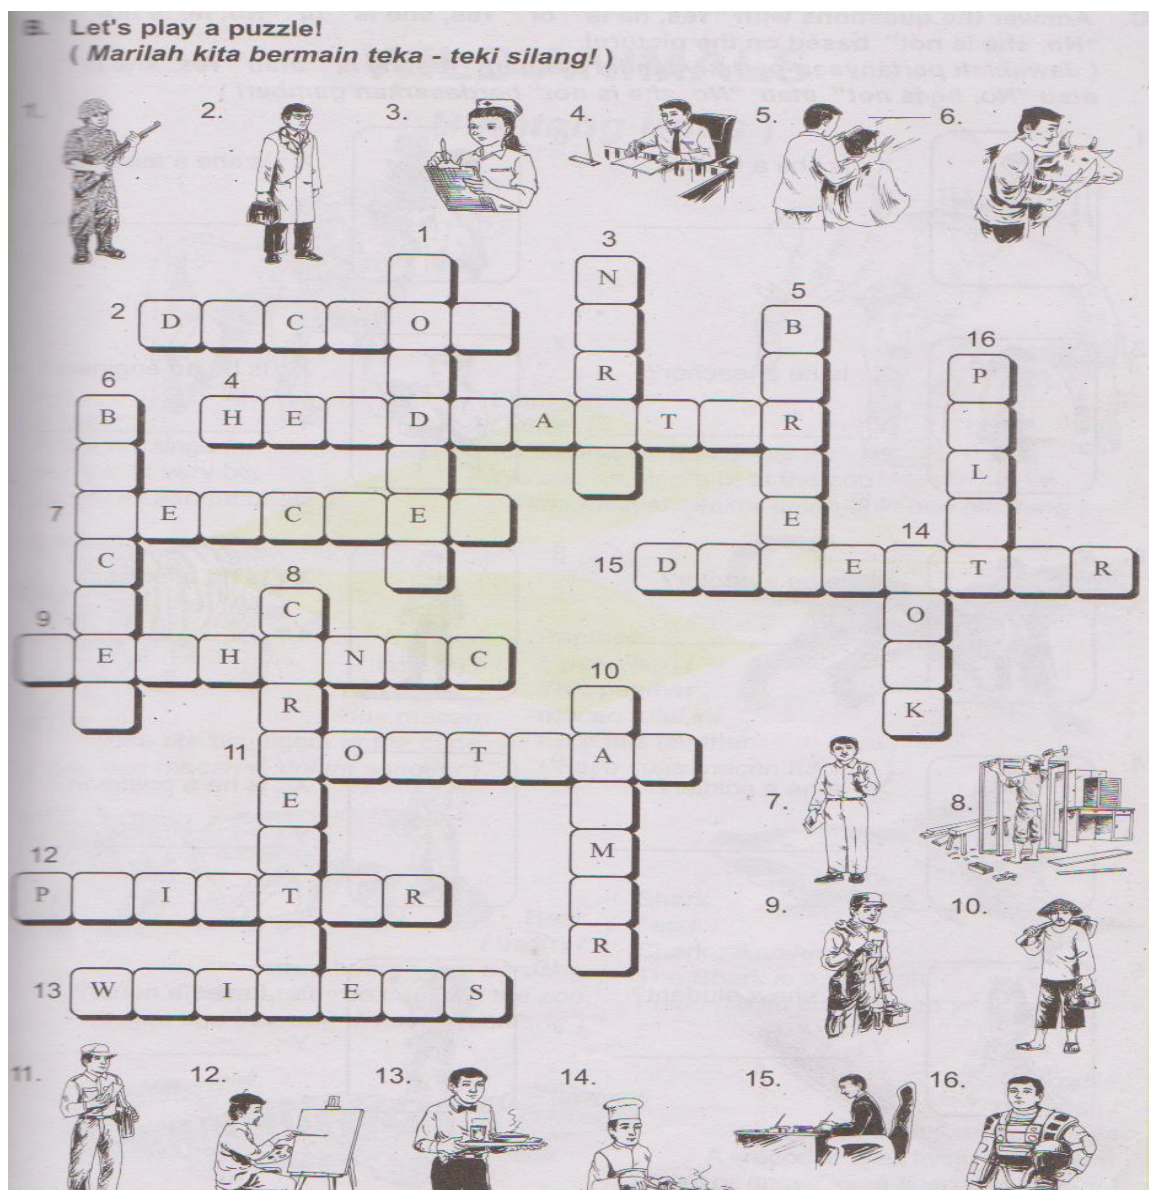 B. Let's play a puzzle!
( Marilah kita bermain teka - teki silang! )
1. 2. 3. 4. 5. 6.
1 3
N
5
2 D C O B
16
R P
6 4
B H E D A T R
L
7 E C E E
14
C 15 D E T R
8
C O
9
E H N C
10
R K
11 O T A
E 7. 8.
M
12
P I T R 9. 10.
R
13 W I E S
11. 12. 13. 14. 15. 16.